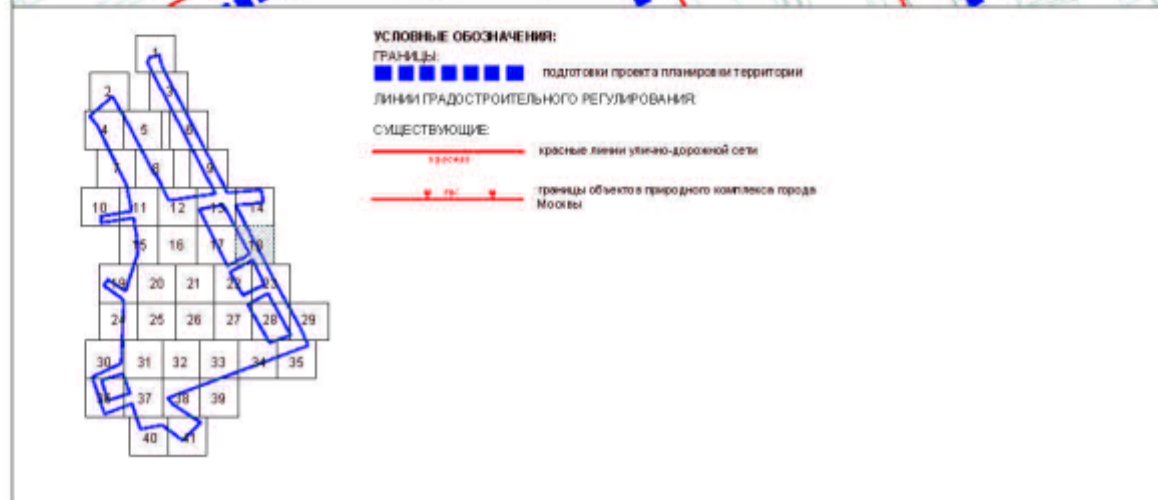 УСЛОВНЫЕ ОБОЗНАЧЕНИЯ:
ГРАНИЦЫ:
подготовки проекта планировки территории
ЛИНИИ ГРАДОСТРОИТЕЛЬНОГО РЕГУЛИРОВАНИЯ:
СУЩЕСТВУЮЩИЕ:
красные линии улично-дорожной сети
красная
границы объектов природного комплекса города
Москвы
1
2 3
4 5 6
7 8 9
10 11 12 13 14
15 16 17 18
19 20 21 22 23
24 25 26 27 28 29
30 31 32 33 34 35
36 37 38 39
40 41